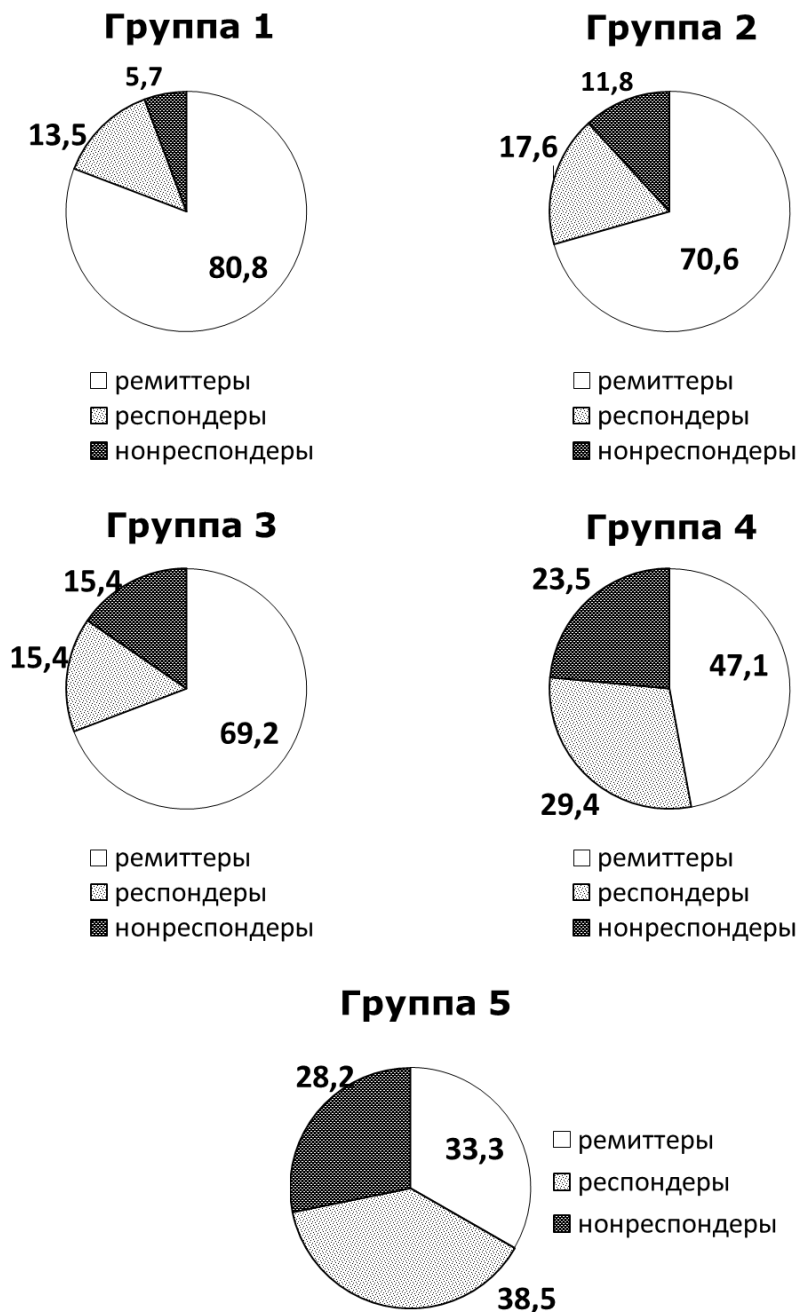 Группа 1
5,7
13,5
80,8
ремиттеры
респондеры
нонреспондеры
Группа 2
11,8
17,6
70,6
ремиттеры
респондеры
нонреспондеры
Группа 3
15,4
15,4
69,2
ремиттеры
респондеры
нонреспондеры
Группа 4
23,5
47,1
29,4
ремиттеры
респондеры
нонреспондеры
Группа 5
28,2
33,3
38,5
ремиттеры
респондеры
нонреспондеры